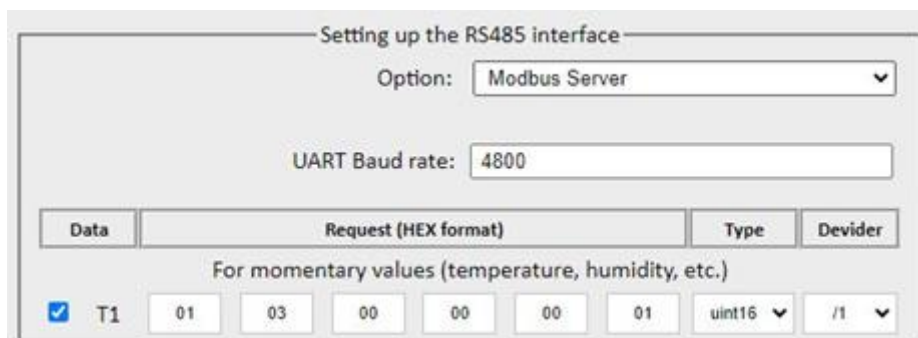 Setting up the RS485 interface
Option: Modbus Server
UART Baud rate: 4800
Data Request (HEX format) Type Devider
For momentary values (temperature, humidity, etc.)
T1 01 03 00 00 00 01 uint16 /1